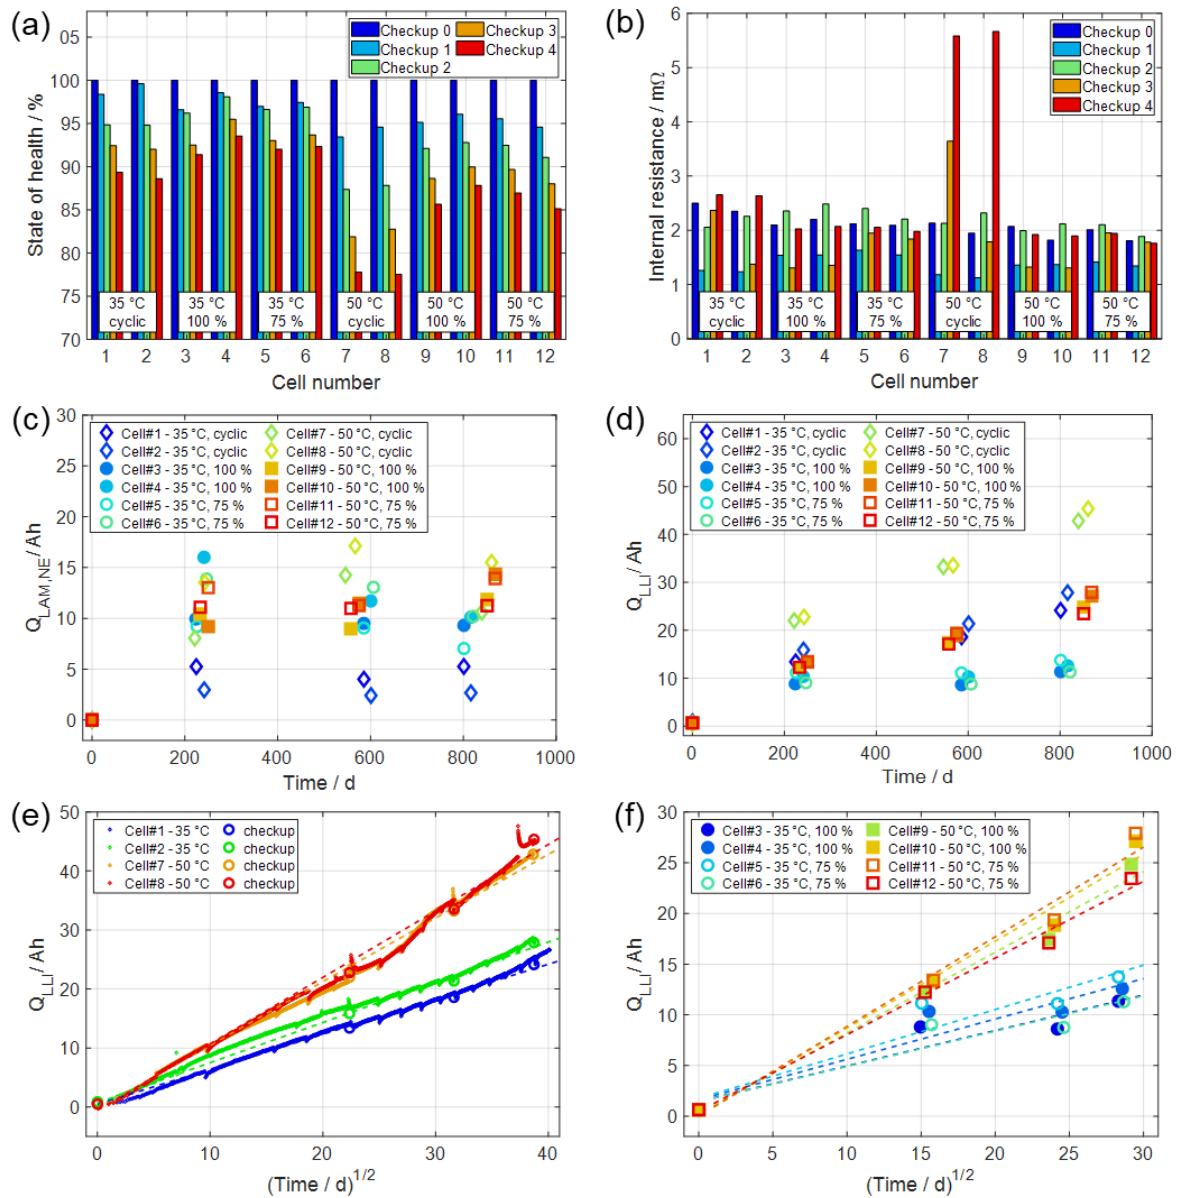 (a)
State of health / %
05
100
95
90
85
80
75
70
Checkup 0
Checkup 1
Checkup 2
Checkup 3
Checkup 4
35 °C cyclic
35 °C 100 %
35 °C 75 %
50 °C cyclic
50 °C 100 %
50 °C 75 %
1 2 3 4 5 6 7 8 9 10 11 12
Cell number
(b)
Internal resistance / mΩ
6
5
4
3
2
1
0
Checkup 0
Checkup 1
Checkup 2
Checkup 3
Checkup 4
35 °C cyclic
35 °C 100 %
35 °C 75 %
50 °C cyclic
50 °C 100 %
50 °C 75 %
1 2 3 4 5 6 7 8 9 10 11 12
Cell number
(c)
Q_LAM,NE / Ah
30
25
20
15
10
5
0
Cell#1 - 35 °C, cyclic
Cell#2 - 35 °C, cyclic
Cell#3 - 35 °C, 100 %
Cell#4 - 35 °C, 100 %
Cell#5 - 35 °C, 75 %
Cell#6 - 35 °C, 75 %
Cell#7 - 50 °C, cyclic
Cell#8 - 50 °C, cyclic
Cell#9 - 50 °C, 100 %
Cell#10 - 50 °C, 100 %
Cell#11 - 50 °C, 75 %
Cell#12 - 50 °C, 75 %
0 200 400 600 800 1000
Time / d
(d)
Q_LLI / Ah
60
50
40
30
20
10
0
Cell#1 - 35 °C, cyclic
Cell#2 - 35 °C, cyclic
Cell#3 - 35 °C, 100 %
Cell#4 - 35 °C, 100 %
Cell#5 - 35 °C, 75 %
Cell#6 - 35 °C, 75 %
Cell#7 - 50 °C, cyclic
Cell#8 - 50 °C, cyclic
Cell#9 - 50 °C, 100 %
Cell#10 - 50 °C, 100 %
Cell#11 - 50 °C, 75 %
Cell#12 - 50 °C, 75 %
0 200 400 600 800 1000
Time / d
(e)
Q_LLI / Ah
50
40
30
20
10
0
Cell#1 - 35 °C checkup
Cell#2 - 35 °C checkup
Cell#7 - 50 °C checkup
Cell#8 - 50 °C checkup
0 10 20 30 40
(Time / d)^1/2
(f)
Q_LLI / Ah
30
25
20
15
10
5
0
Cell#3 - 35 °C, 100 %
Cell#4 - 35 °C, 100 %
Cell#5 - 35 °C, 75 %
Cell#6 - 35 °C, 75 %
Cell#9 - 50 °C, 100 %
Cell#10 - 50 °C, 100 %
Cell#11 - 50 °C, 75 %
Cell#12 - 50 °C, 75 %
0 5 10 15 20 25 30
(Time / d)^1/2